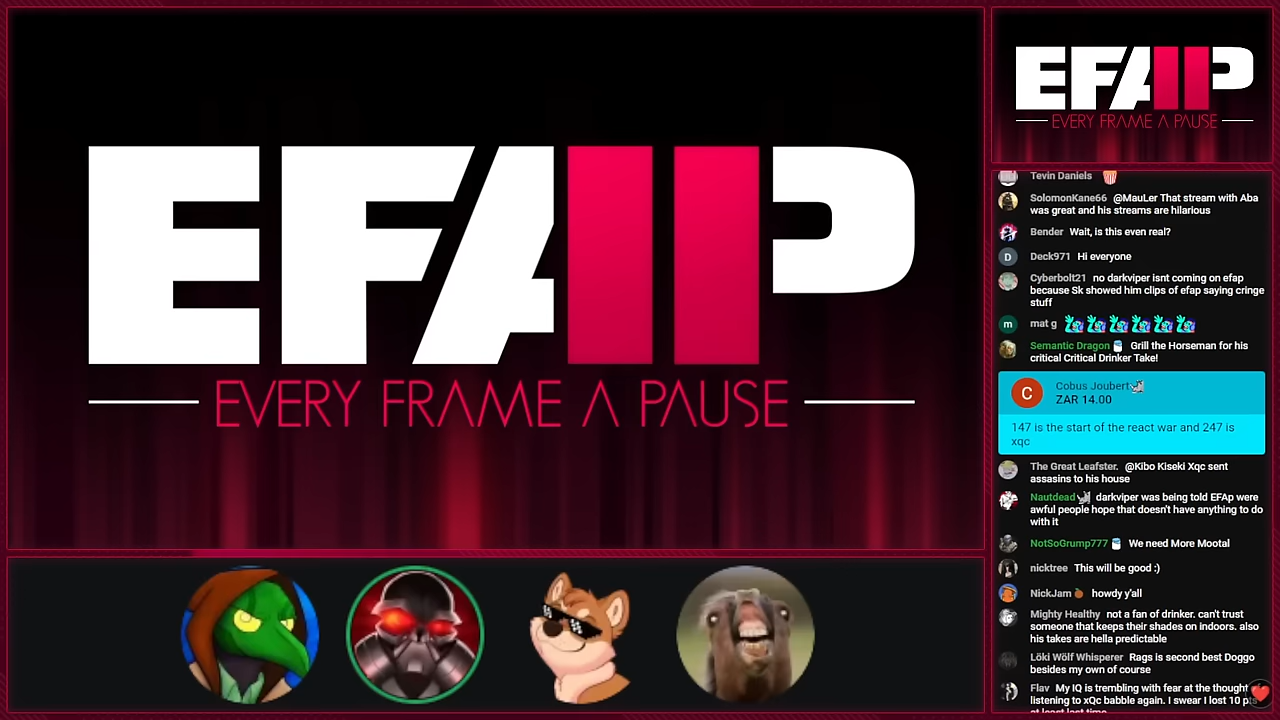 EFAP
EVERY FRAME A PAUSE
EFAP
EVERY FRAME A PAUSE
Tevin Daniels
SolomonKane66 @MauLer That stream with Aba
was great and his streams are hilarious
Bender Wait, is this even real?
D Deck971 Hi everyone
Cyberbolt21 no darkviper isnt coming on efap
because Sk showed him clips of efap saying cringe
stuff
m mat g
Semantic Dragon Grill the Horseman for his
critical Critical Drinker Take!
C Cobus Joubert
ZAR 14.00
147 is the start of the react war and 247 is
xqc
The Great Leafster. @Kibo Kiseki Xqc sent
assasins to his house
Nautdead darkviper was being told EFAp were
awful people hope that doesn't have anything to do
with it
NotSoGrump777 We need More Mootal
nicktree This will be good :)
NickJam howdy y'all
Mighty Healthy not a fan of drinker. can't trust
someone that keeps their shades on indoors. also
his takes are hella predictable
Löki Wölf Whisperer Rags is second best Doggo
besides my own of course
Flav My IQ is trembling with fear at the thought
listening to xQc babble again. I swear I lost 10 pts
at least last time